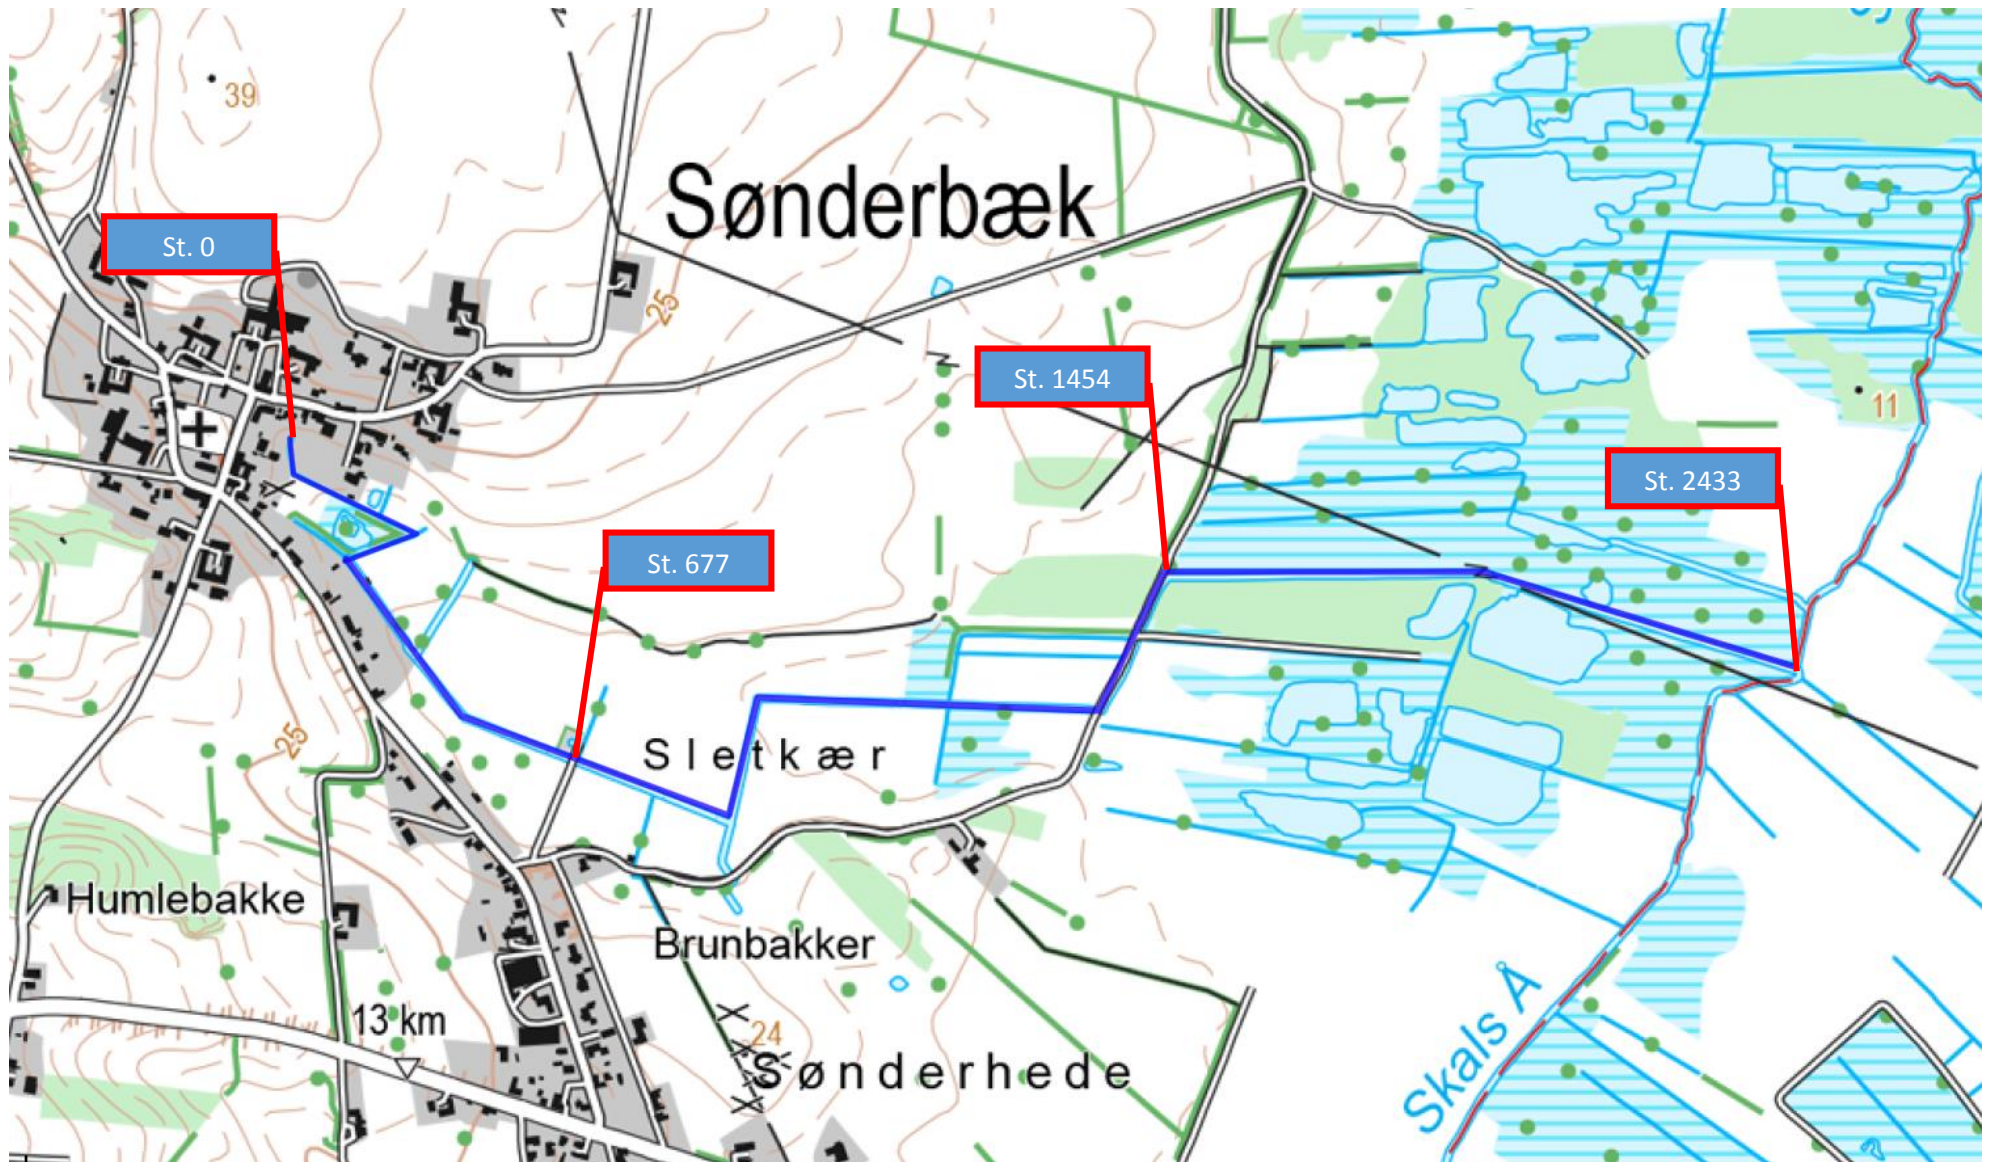 39
Sønderbæk
St. 0
25
St. 1454
11
St. 2433
St. 677
25
Sletkær
Humlebakke
Brunbakker
13 km
24
Sønderhede
Skals Å